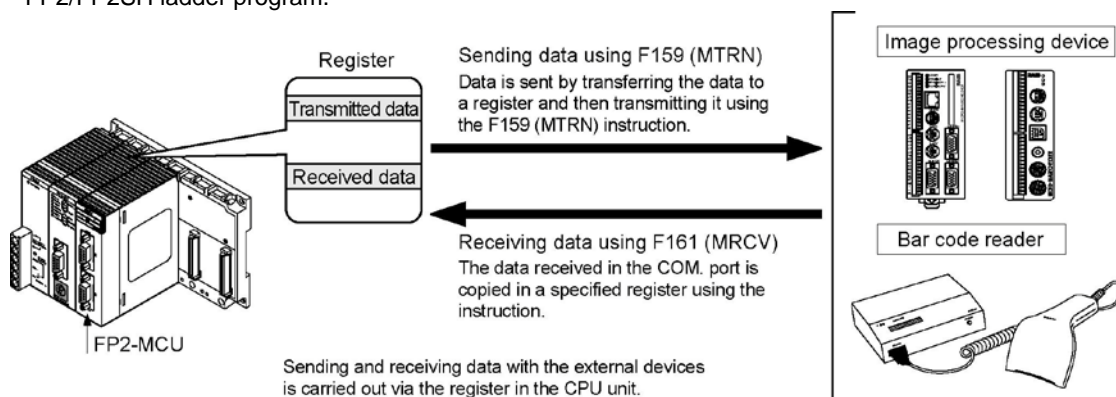 FP2/FP2SH ladder program.
Register
Transmitted data
Received data
FP2-MCU
Sending data using F159 (MTRN)
Data is sent by transferring the data to
a register and then transmitting it using
the F159 (MTRN) instruction.
Receiving data using F161 (MRCV)
The data received in the COM. port is
copied in a specified register using the
instruction.
Sending and receiving data with the external devices
is carried out via the register in the CPU unit.
Image processing device
Bar code reader